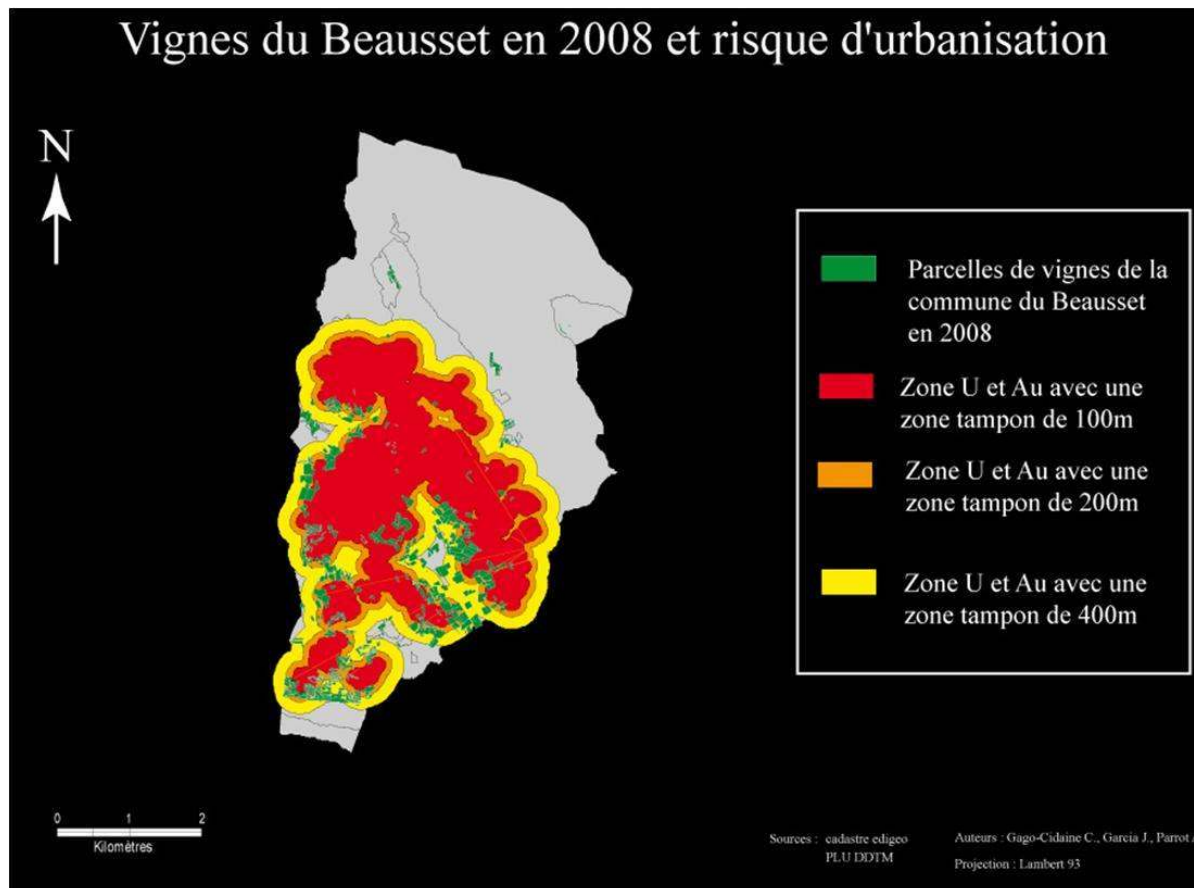 Vignes du Beausset en 2008 et risque d'urbanisation
N
Parcelles de vignes de la
commune du Beausset
en 2008
Zone U et Au avec une
zone tampon de 100m
Zone U et Au avec une
zone tampon de 200m
Zone U et Au avec une
zone tampon de 400m
0 1 2
Kilomètres
Sources : cadastre edigeo
PLU DDTM
Auteurs : Gago-Cidaine C., Garcia J., Parrot A
Projection : Lambert 93